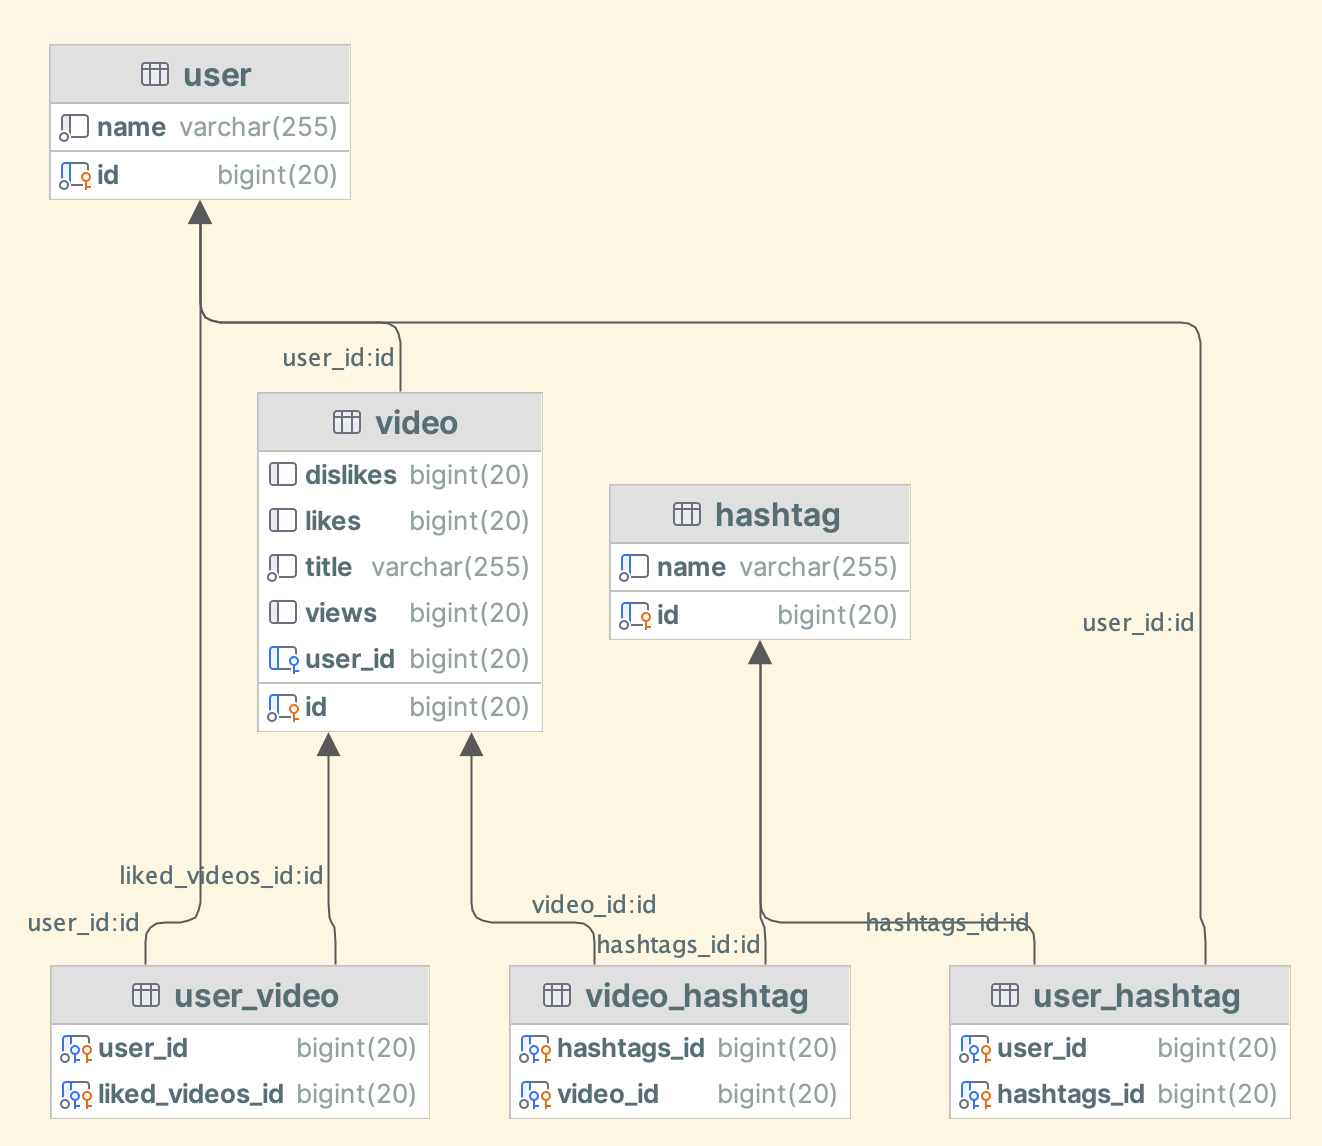 user
name varchar(255)
id bigint(20)
user_id:id
video
dislikes bigint(20)
likes bigint(20)
title varchar(255)
views bigint(20)
user_id bigint(20)
id bigint(20)
hashtag
name varchar(255)
id bigint(20)
user_id:id
liked_videos_id:id
user_id:id
video_id:id
hashtags_id:id
hashtags_id:id
user_video
user_id bigint(20)
liked_videos_id bigint(20)
video_hashtag
hashtags_id bigint(20)
video_id bigint(20)
user_hashtag
user_id bigint(20)
hashtags_id bigint(20)